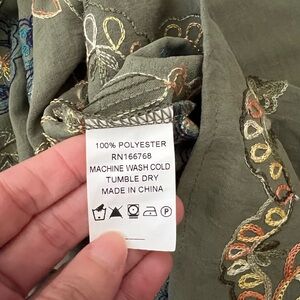 100% POLYESTER
RN166768
MACHINE WASH COLD
TUMBLE DRY
MADE IN CHINA